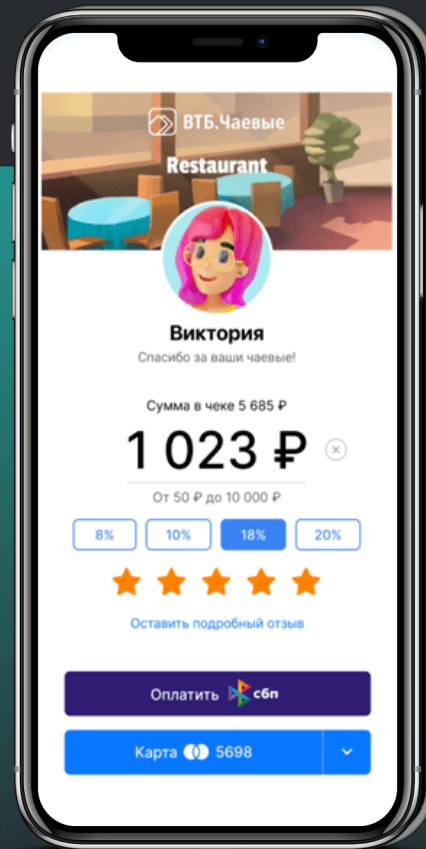 ВТБ.Чаевые
Restaurant
Виктория
Спасибо за ваши чаевые!
Сумма в чеке 5 685 ₽
1 023 ₽
От 50 ₽ до 10 000 ₽
8% 10% 18% 20%
Оставить подробный отзыв
Оплатить сбп
Карта 5698